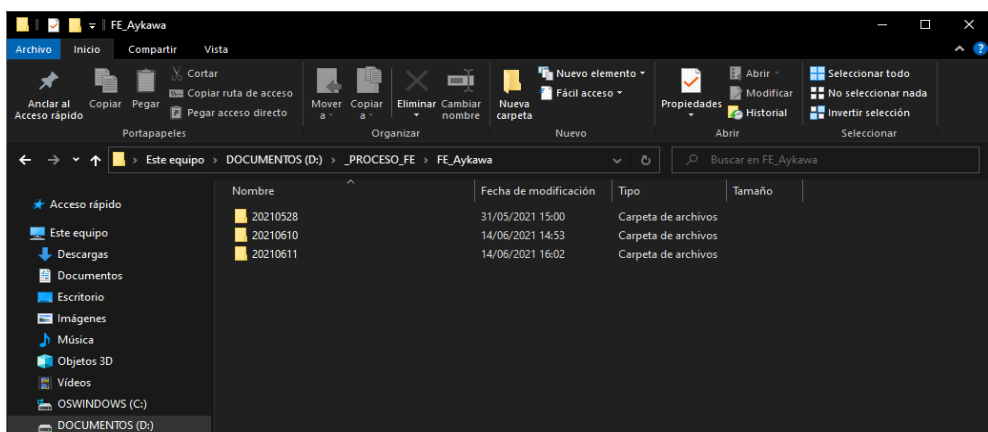 FE_Aykawa
Archivo Inicio Compartir Vista
Anclar al
Acceso rápido
Copiar
Pegar
Cortar
Copiar ruta de acceso
Pegar acceso directo
Portapapeles
Mover
a
Copiar
a
Eliminar
Cambiar
nombre
Organizar
Nueva
carpeta
Nuevo elemento
Fácil acceso
Nuevo
Propiedades
Abrir
Modificar
Historial
Abrir
Seleccionar todo
No seleccionar nada
Invertir selección
Seleccionar
Este equipo > DOCUMENTOS (D:) > _PROCESO_FE > FE_Aykawa
Buscar en FE_Aykawa
Acceso rápido
Este equipo
Descargas
Documentos
Escritorio
Imágenes
Música
Objetos 3D
Vídeos
OSWINDOWS (C:)
DOCUMENTOS (D:)
Nombre Fecha de modificación Tipo Tamaño
20210528 31/05/2021 15:00 Carpeta de archivos
20210610 14/06/2021 14:53 Carpeta de archivos
20210611 14/06/2021 16:02 Carpeta de archivos